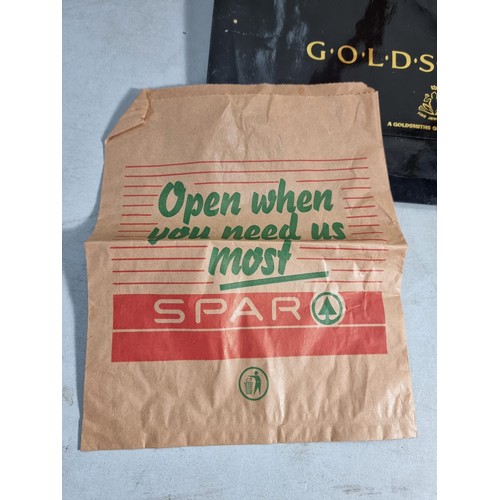 G·O·L·D·S
A GOLDSMITHS G
Open when
you need us
most
SPAR